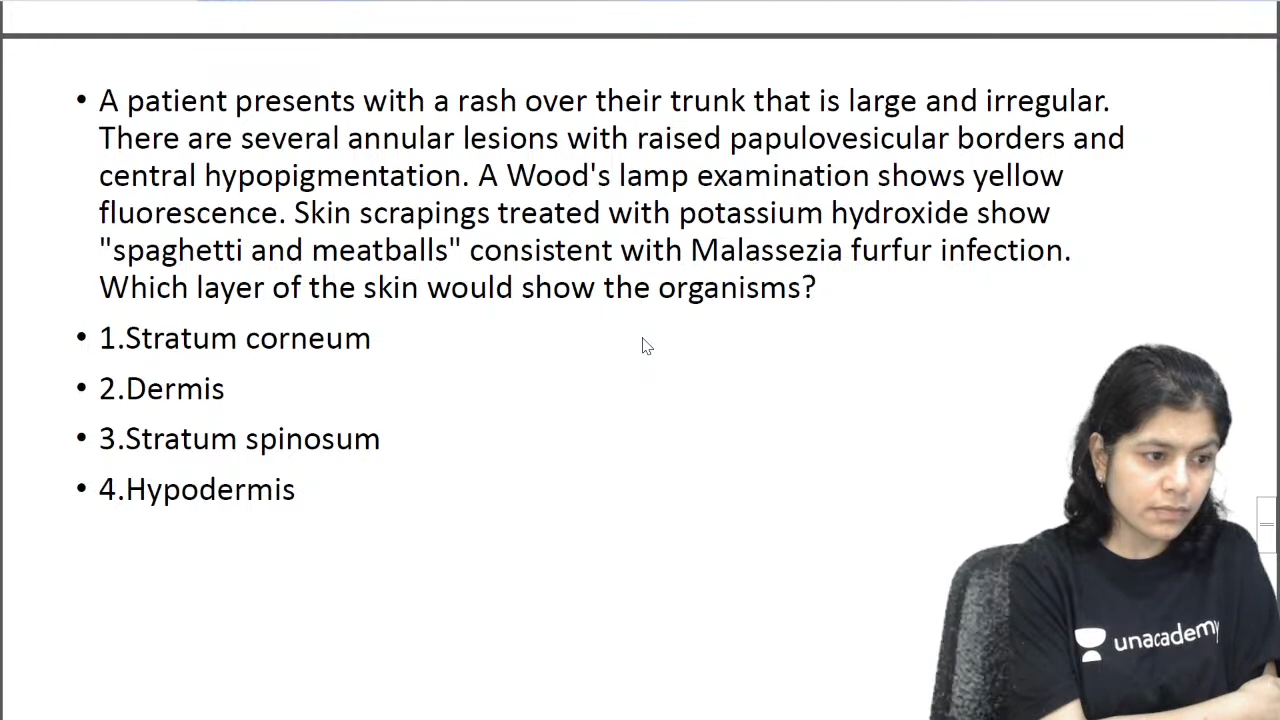 • A patient presents with a rash over their trunk that is large and irregular.
There are several annular lesions with raised papulovesicular borders and
central hypopigmentation. A Wood's lamp examination shows yellow
fluorescence. Skin scrapings treated with potassium hydroxide show
"spaghetti and meatballs" consistent with Malassezia furfur infection.
Which layer of the skin would show the organisms?
• 1.Stratum corneum
• 2.Dermis
• 3.Stratum spinosum
• 4.Hypodermis
unacademy